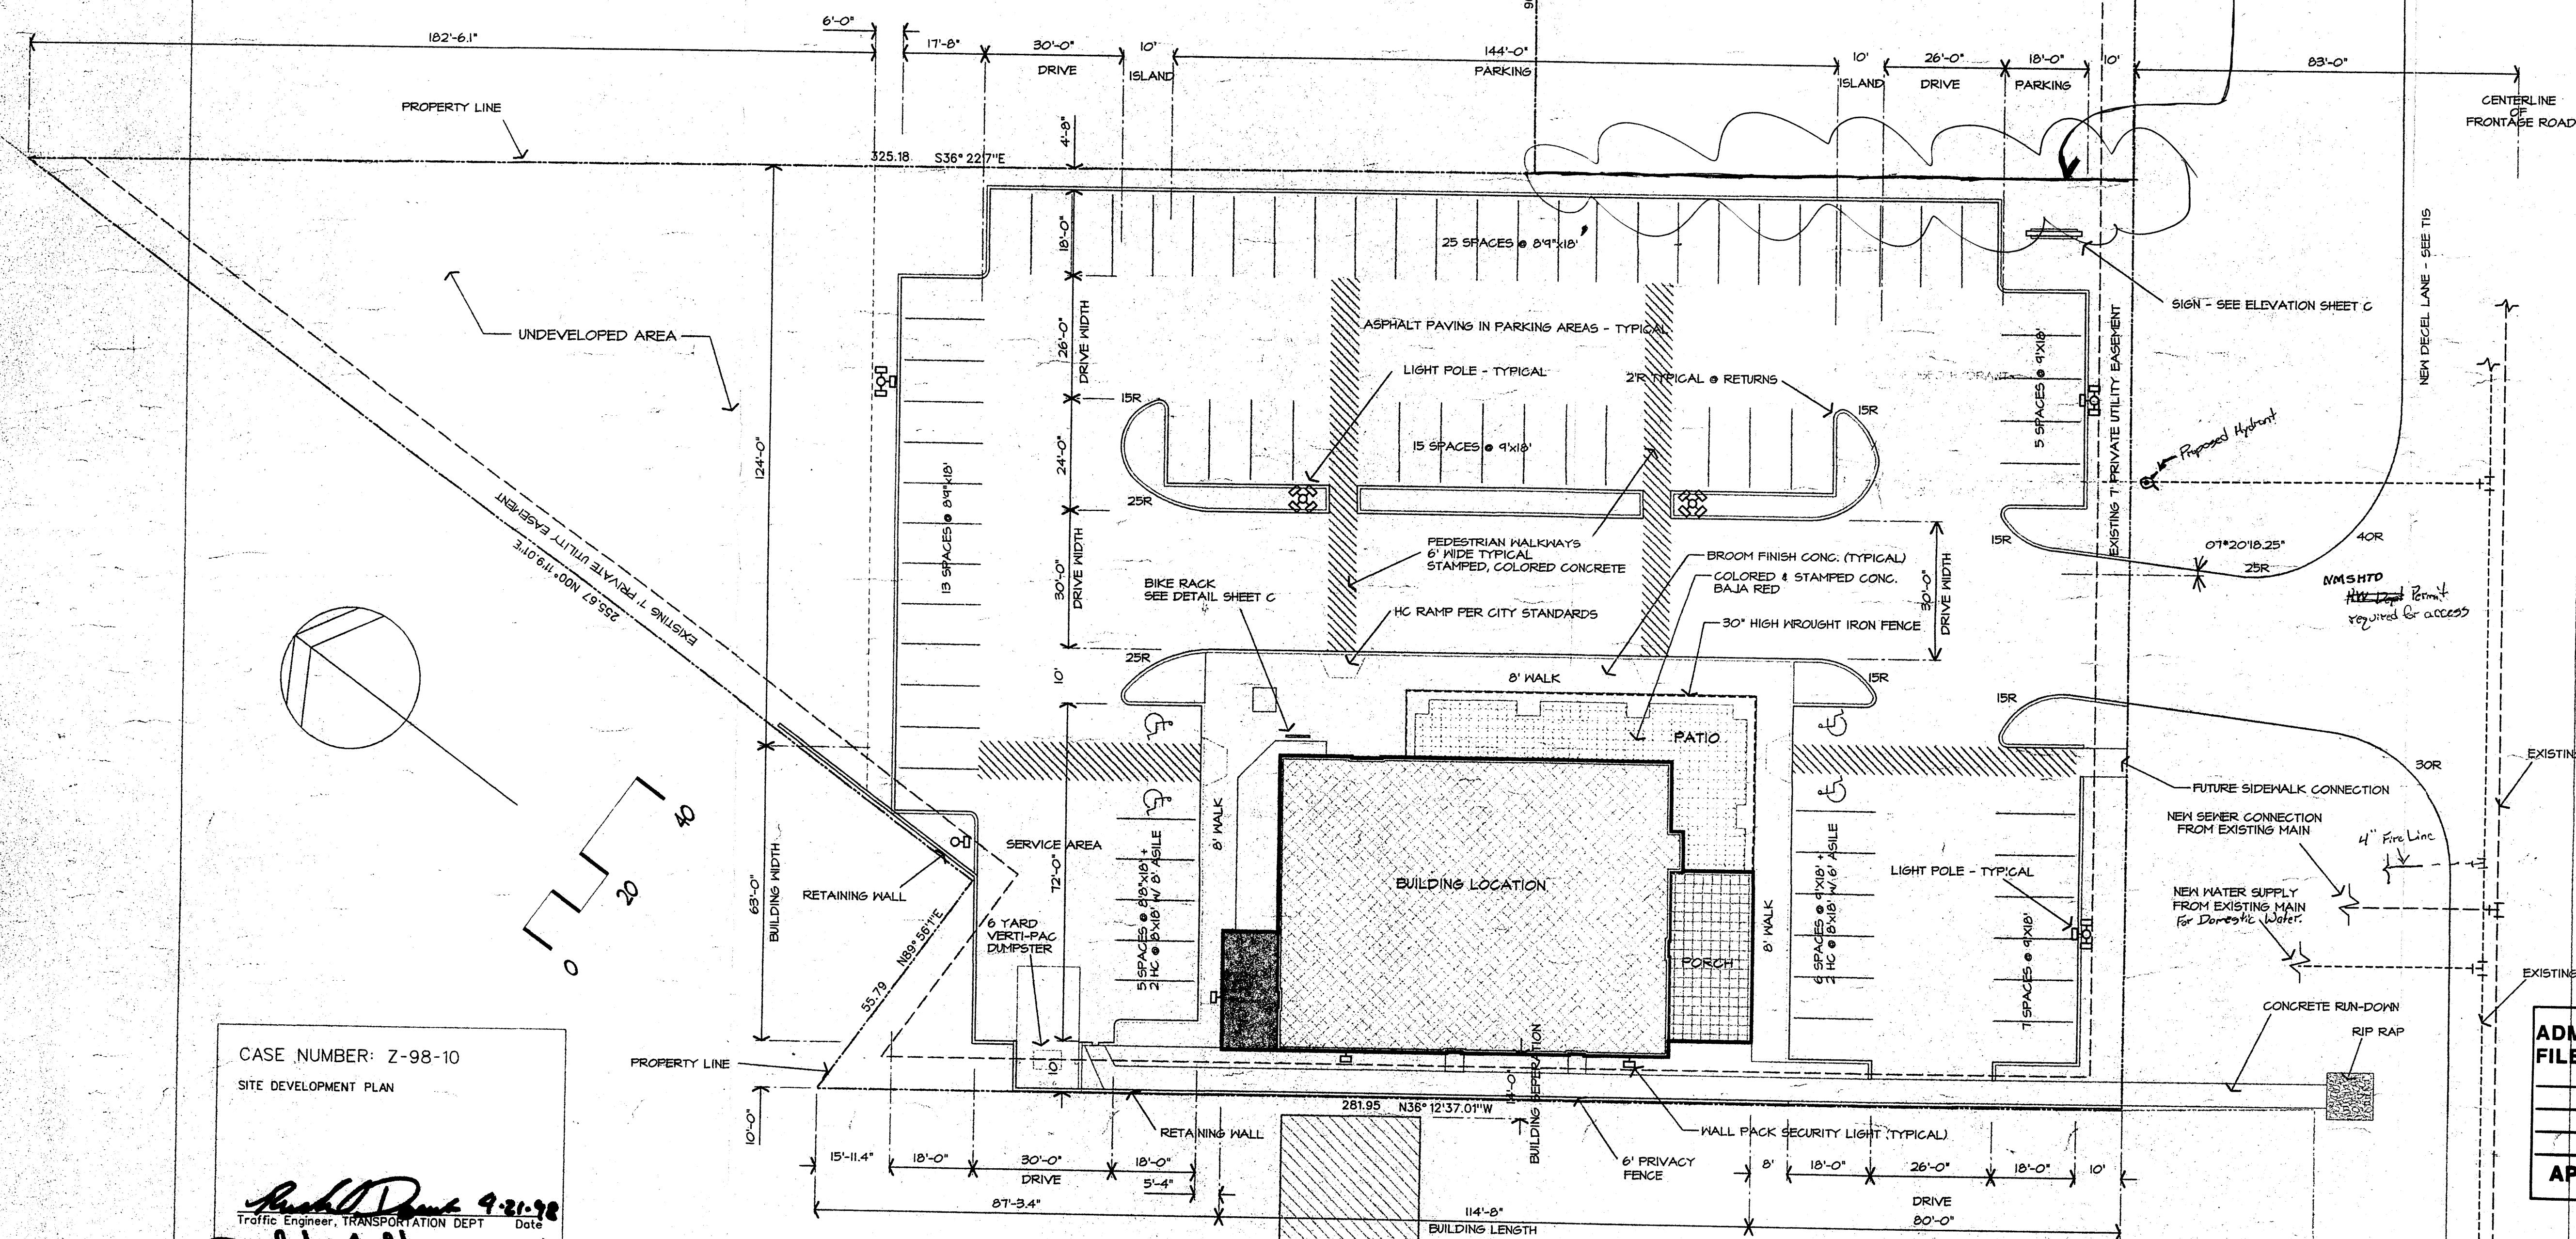 182'-6.1"
6'-0"
17'-8"
30'-0"
DRIVE
10'
ISLAND
144'-0"
PARKING
10'
ISLAND
26'-0"
DRIVE
18'-0"
PARKING
10'
83'-0"
CENTERLINE
OF
FRONTAGE ROAD
PROPERTY LINE
325.18 S36° 22'7"E
4'-8"
18'-0"
25 SPACES @ 8'9"x18'
UNDEVELOPED AREA
26'-0"
DRIVE WIDTH
ASPHALT PAVING IN PARKING AREAS - TYPICAL
LIGHT POLE - TYPICAL
2'R TYPICAL @ RETURNS
SIGN - SEE ELEVATION SHEET C
NEW DECEL LANE - SEE TIS
5 SPACES @ 9'X18'
EXISTING 7' PRIVATE UTILITY EASEMENT
15R
15R
24'-0"
15 SPACES @ 9'x18'
Proposed Hydrant
124'-0"
13 SPACES @ 8'9"x18'
25R
EXISTING 7' PRIVATE UTILITY EASEMENT
255.67 N00° 1'19.01"E
30'-0"
DRIVE WIDTH
PEDESTRIAN WALKWAYS
6' WIDE TYPICAL
STAMPED, COLORED CONCRETE
BROOM FINISH CONC. (TYPICAL)
COLORED & STAMPED CONC.
BAJA RED
30'-0"
DRIVE WIDTH
15R
07°20'18.25"
25R
40R
NMSHTD
Permit
required for access
BIKE RACK
SEE DETAIL SHEET C
HC RAMP PER CITY STANDARDS
30" HIGH WROUGHT IRON FENCE
25R
10'
8' WALK
15R
15R
PATIO
30R
EXISTIN
FUTURE SIDEWALK CONNECTION
NEW SEWER CONNECTION
FROM EXISTING MAIN
4" Fire Line
40
20
0
63'-0"
BUILDING WIDTH
SERVICE AREA
72'-0"
RETAINING WALL
5 SPACES @ 8'8"x18' +
2 HC @ 8'X18' W/ 8' ASILE
8' WALK
BUILDING LOCATION
PORCH
8' WALK
6 SPACES @ 9'X18' +
2 HC @ 8'X18' W/ 6' ASILE
LIGHT POLE - TYPICAL
7 SPACES @ 9'X18'
NEW WATER SUPPLY
FROM EXISTING MAIN
For Domestic Water.
6 YARD
VERTI-PAC
DUMPSTER
N89° 56'1"E
55.79
EXISTING
CONCRETE RUN-DOWN
RIP RAP
CASE NUMBER: Z-98-10
SITE DEVELOPMENT PLAN
PROPERTY LINE
10'
10'-0"
281.95 N36° 12'37.01"W
14'-0"
BUILDING SEPERATION
RETAINING WALL
WALL PACK SECURITY LIGHT (TYPICAL)
6' PRIVACY
FENCE
15'-11.4"
18'-0"
30'-0"
DRIVE
18'-0"
5'-4"
8'
18'-0"
26'-0"
DRIVE
18'-0"
10'
87'-3.4"
114'-8"
BUILDING LENGTH
80'-0"
9-21-98
Traffic Engineer, TRANSPORTATION DEPT Date
ADM
FILE
AP